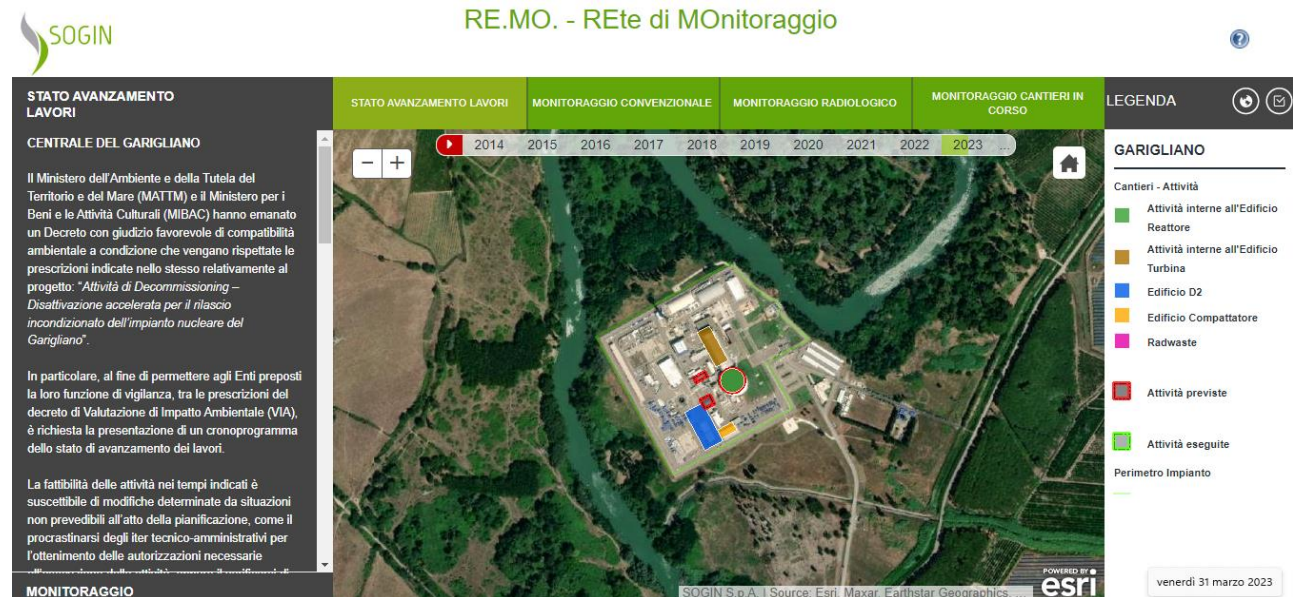 SOGIN
RE.MO. - REte di MOnitoraggio
STATO AVANZAMENTO
LAVORI
CENTRALE DEL GARIGLIANO
Il Ministero dell'Ambiente e della Tutela del
Territorio e del Mare (MATTM) e il Ministero per i
Beni e le Attività Culturali (MIBAC) hanno emanato
un Decreto con giudizio favorevole di compatibilità
ambientale a condizione che vengano rispettate le
prescrizioni indicate nello stesso relativamente al
progetto: "Attività di Decommissioning –
Disattivazione accelerata per il rilascio
incondizionato dell'impianto nucleare del
Garigliano".
In particolare, al fine di permettere agli Enti preposti
la loro funzione di vigilanza, tra le prescrizioni del
decreto di Valutazione di Impatto Ambientale (VIA),
è richiesta la presentazione di un cronoprogramma
dello stato di avanzamento dei lavori.
La fattibilità delle attività nei tempi indicati è
suscettibile di modifiche determinate da situazioni
non prevedibili all'atto della pianificazione, come il
procrastinarsi degli iter tecnico-amministrativi per
l'ottenimento delle autorizzazioni necessarie
MONITORAGGIO
STATO AVANZAMENTO LAVORI
MONITORAGGIO CONVENZIONALE
MONITORAGGIO RADIOLOGICO
MONITORAGGIO CANTIERI IN
CORSO
2014 2015 2016 2017 2018 2019 2020 2021 2022 2023 ...
SOGIN S.p.A. | Source: Esri, Maxar, Earthstar Geographics, ...
POWERED BY
esri
LEGENDA
GARIGLIANO
Cantieri - Attività
Attività interne all'Edificio
Reattore
Attività interne all'Edificio
Turbina
Edificio D2
Edificio Compattatore
Radwaste
Attività previste
Attività eseguite
Perimetro Impianto
venerdì 31 marzo 2023